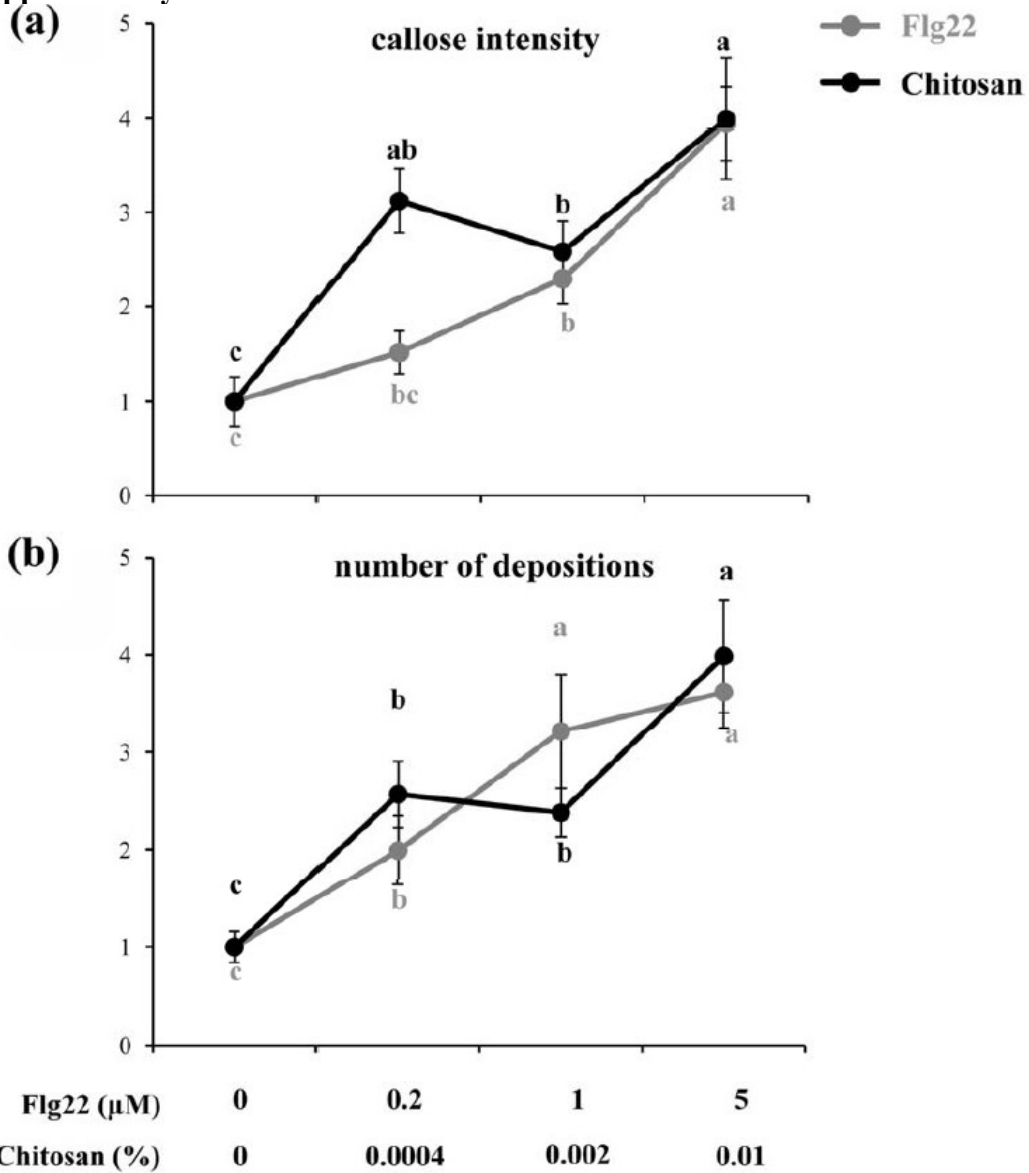 (a)
callose intensity
Flg22
Chitosan
5
4
3
2
1
0
c
c
ab
bc
b
b
a
a
(b)
number of depositions
5
4
3
2
1
0
c
c
b
b
a
b
a
a
Flg22 (μM) 0 0.2 1 5
Chitosan (%) 0 0.0004 0.002 0.01